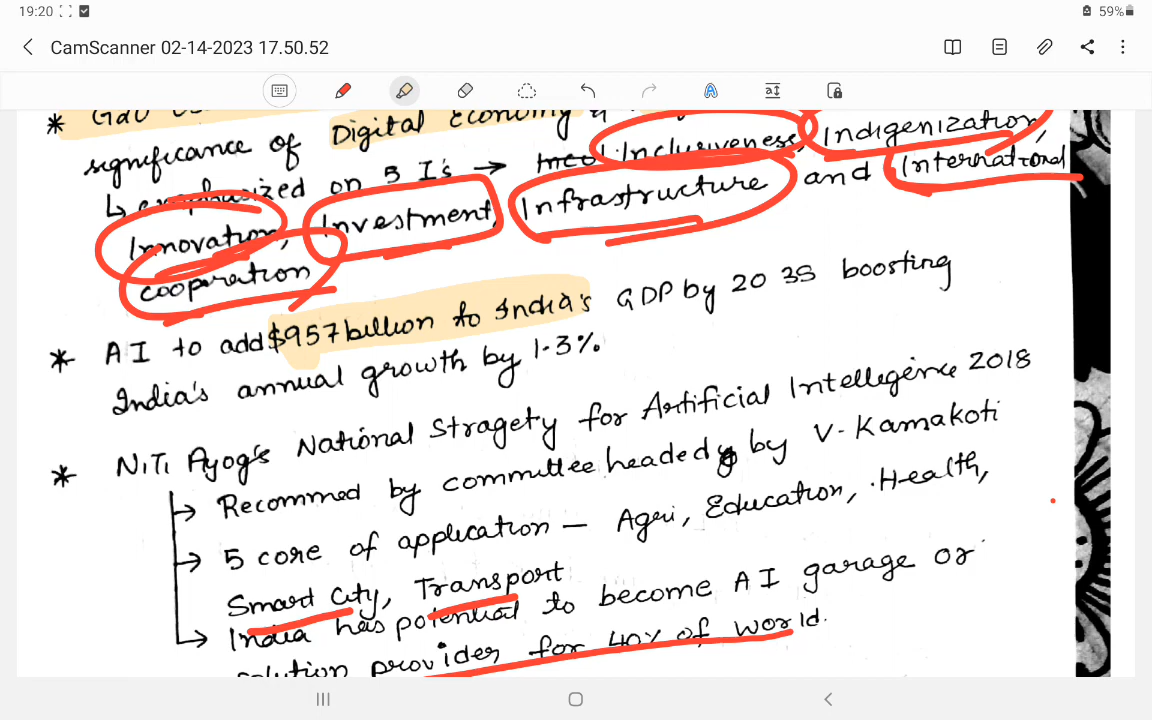 19:20
59%
CamScanner 02-14-2023 17.50.52
* significance of Digital Economy
↳ emphasized on 5 I's → Inclusiveness, Indigenization,
Innovation, Investment, Infrastructure and International
cooperation
* AI to add $957 billion to India's GDP by 2035 boosting
India's annual growth by 1.3%.
* NITI Ayog's National Stragety for Artificial Intellegence 2018
→ Recommed by committee headed by V. Kamakoti
→ 5 core of application — Agri, Education, Health,
Smart City, Transport
→ India has potential to become AI garage or
solution provider for 40% of world.